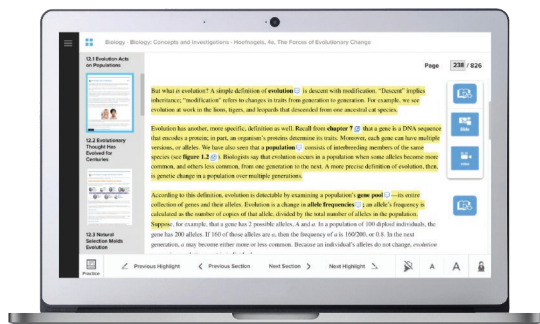 Biology - Biology: Concepts and Investigations - Hoefnagels, 4e, The Forces of Evolutionary Change
12.1 Evolution Acts
on Populations
12.2 Evolutionary
Thought Has
Evolved for
Centuries
12.3 Natural
Selection Molds
Evolution
Page 238 / 826
But what is evolution? A simple definition of evolution is descent with modification. "Descent" implies
inheritance; "modification" refers to changes in traits from generation to generation. For example, we see
evolution at work in the lions, tigers, and leopards that descended from one ancestral cat species.
Evolution has another, more specific, definition as well. Recall from chapter 7 that a gene is a DNA sequence
that encodes a protein; in part, an organism's proteins determine its traits. Moreover, each gene can have multiple
versions, or alleles. We have also seen that a population consists of interbreeding members of the same
species (see figure 1.2). Biologists say that evolution occurs in a population when some alleles become more
common, and others less common, from one generation to the next. A more precise definition of evolution, then,
is genetic change in a population over multiple generations.
According to this definition, evolution is detectable by examining a population's gene pool—its entire
collection of genes and their alleles. Evolution is a change in allele frequencies; an allele's frequency is
calculated as the number of copies of that allele, divided by the total number of alleles in the population.
Suppose, for example, that a gene has 2 possible alleles, A and a. In a population of 100 diploid individuals, the
gene has 200 alleles. If 160 of those alleles are a, then the frequency of a is 160/200, or 0.8. In the next
generation, a may become either more or less common. Because an individual's alleles do not change, evolution
Slide
Video
Practice
Previous Highlight
Previous Section
Next Section
Next Highlight
A
A